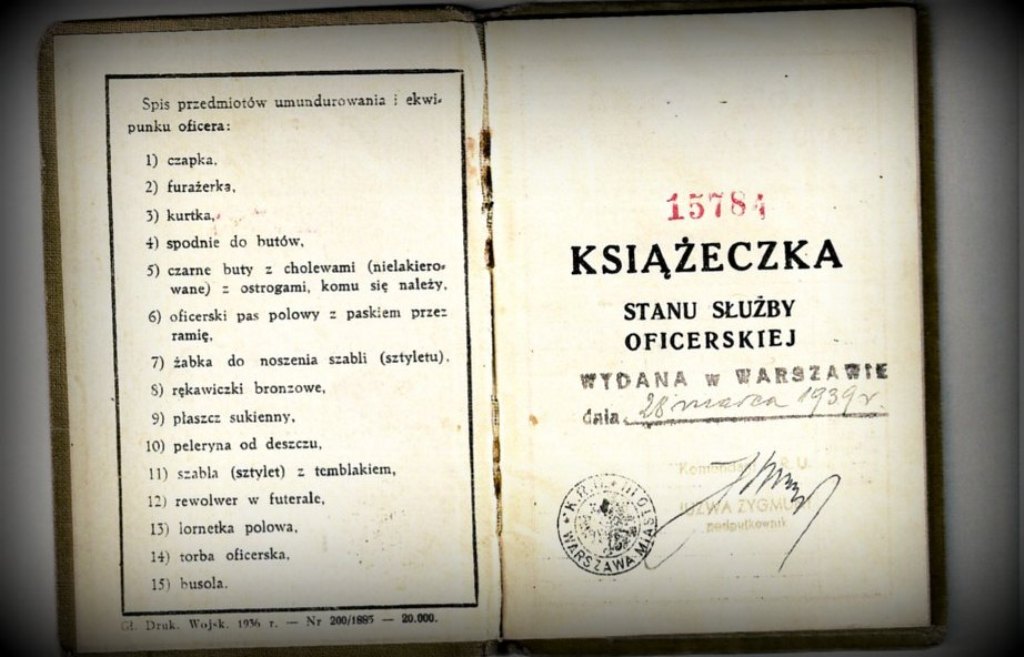 Spis przedmiotów umundurowania i ekwi-
punku oficera:
1) czapka,
2) furażerka,
3) kurtka,
4) spodnie do butów,
5) czarne buty z cholewami (nielakiero-
wane) z ostrogami, komu się należy,
6) oficerski pas polowy z paskiem przez
ramię,
7) żabka do noszenia szabli (sztyletu),
8) rękawiczki bronzowe,
9) płaszcz sukienny,
10) peleryna od deszczu,
11) szabla (sztylet) z temblakiem,
12) rewolwer w futerale,
13) lornetka polowa,
14) torba oficerska,
15) busola.
Gł. Druk. Wojsk. 1936 r. — Nr 200/1885 — 20.000.
15784
KSIĄŻECZKA
STANU SŁUŻBY
OFICERSKIEJ
WYDANA w WARSZAWIE
dnia 28 marca 1939 r.
Komendant R. U.
JUZWA ZYGMUNT
podpułkownik
WARSZAWA MIASTO